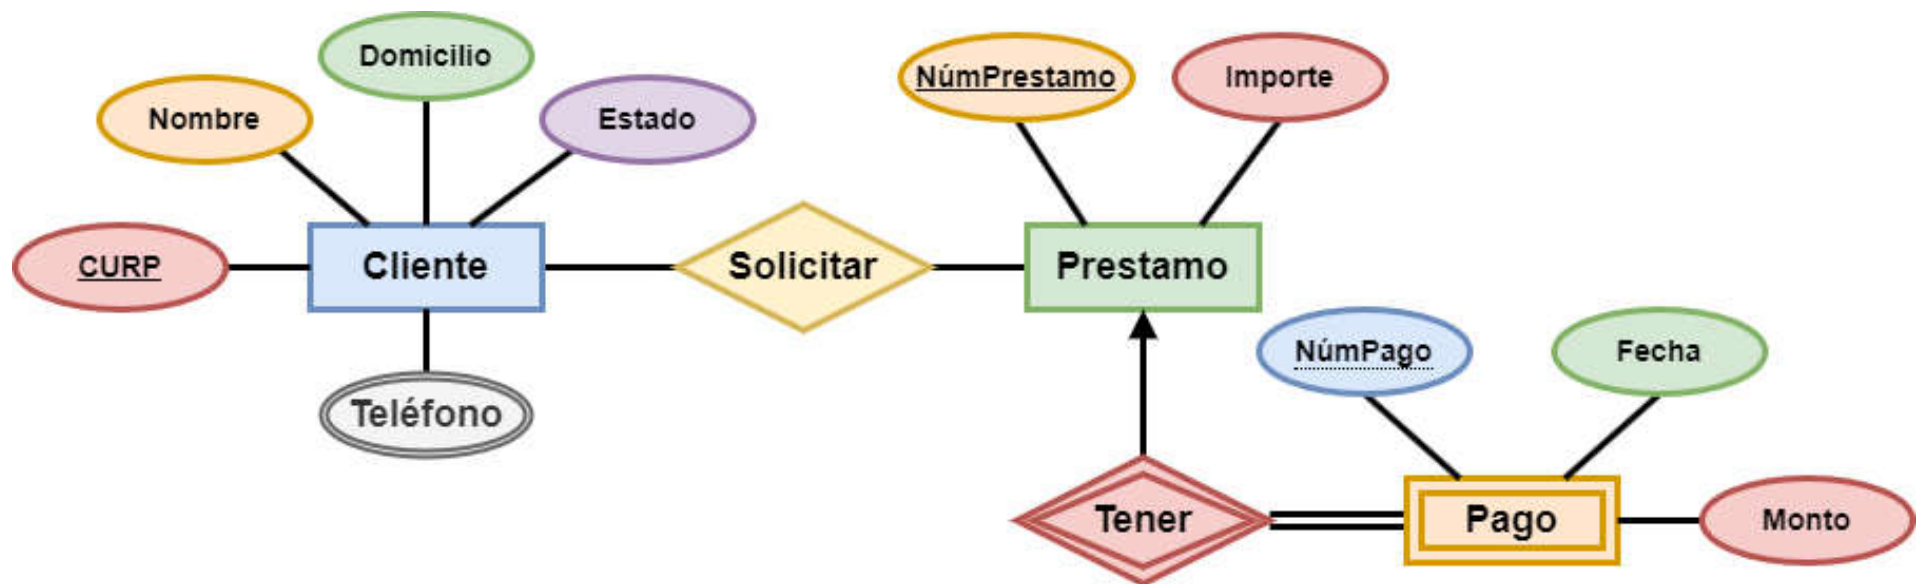 Domicilio
Nombre
Estado
NúmPrestamo
Importe
CURP
Cliente
Solicitar
Prestamo
Teléfono
NúmPago
Fecha
Tener
Pago
Monto